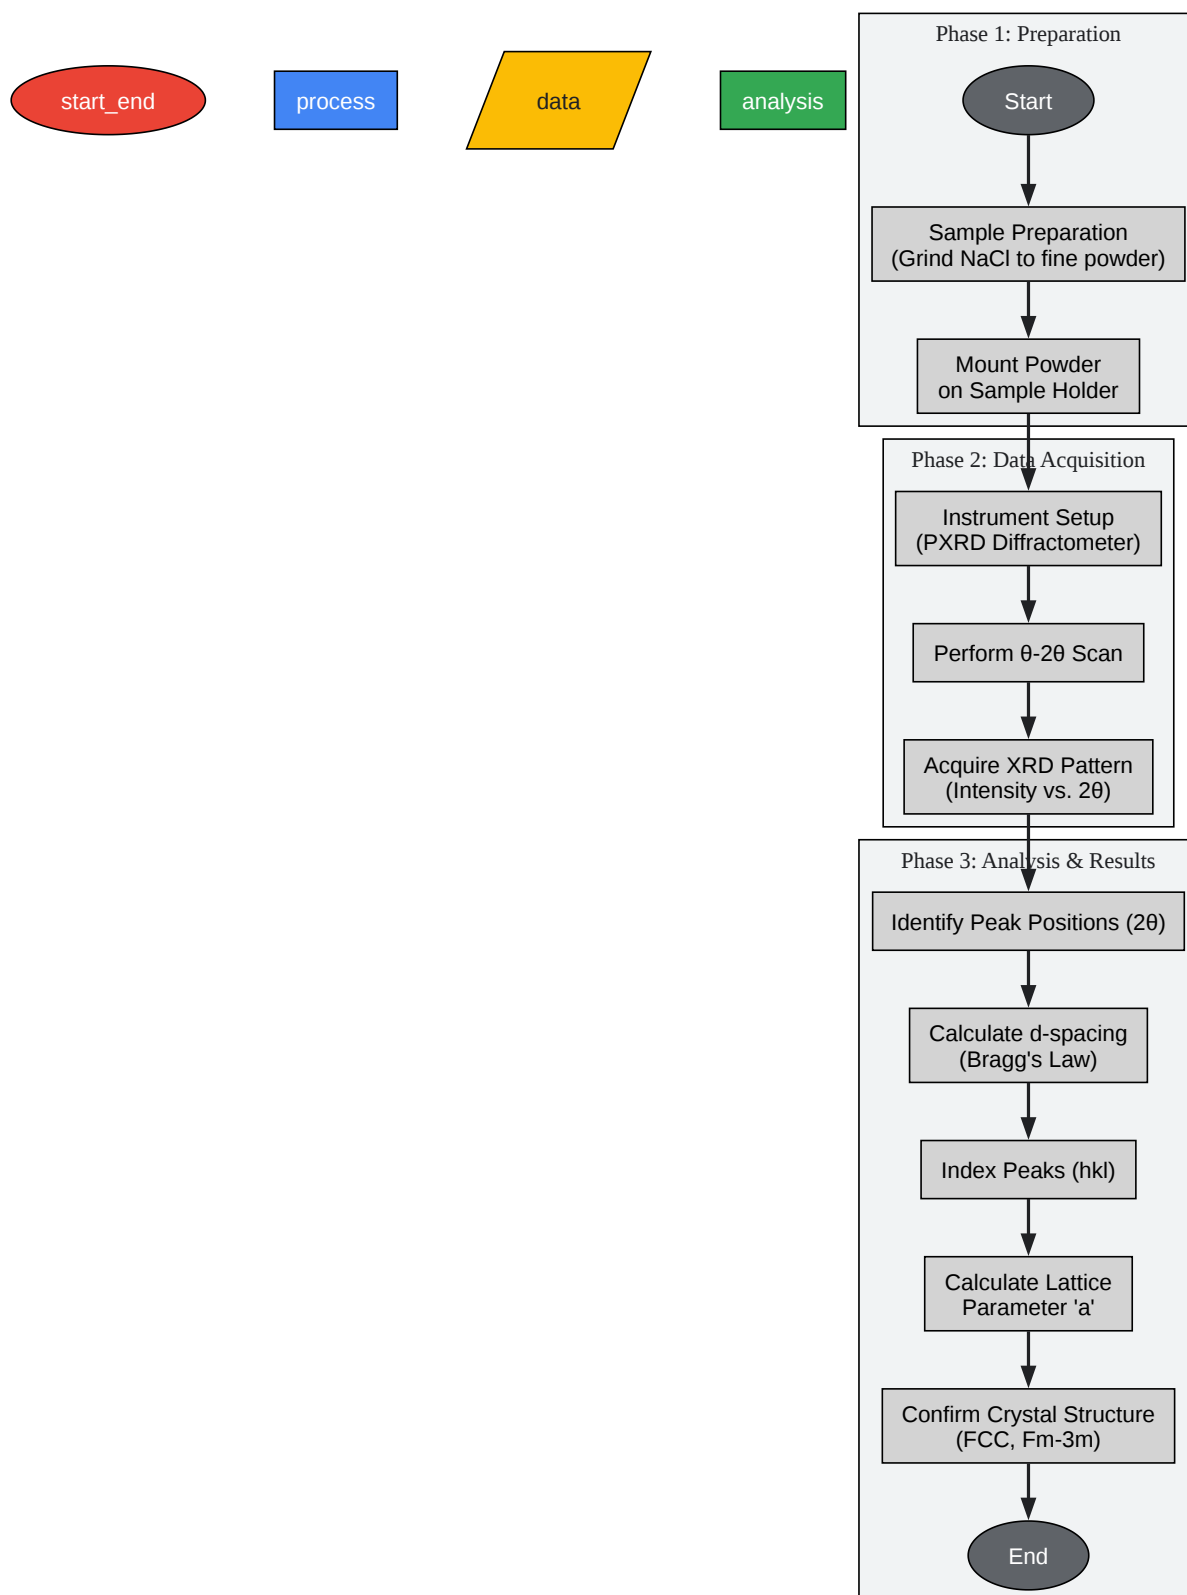 Phase 1: Preparation
start_end
process
data
analysis
Start
Sample Preparation
(Grind NaCl to fine powder)
Mount Powder
on Sample Holder
Phase 2: Data Acquisition
Instrument Setup
(PXRD Diffractometer)
Perform θ-2θ Scan
Acquire XRD Pattern
(Intensity vs. 2θ)
Phase 3: Analysis & Results
Identify Peak Positions (2θ)
Calculate d-spacing
(Bragg's Law)
Index Peaks (hkl)
Calculate Lattice
Parameter 'a'
Confirm Crystal Structure
(FCC, Fm-3m)
End